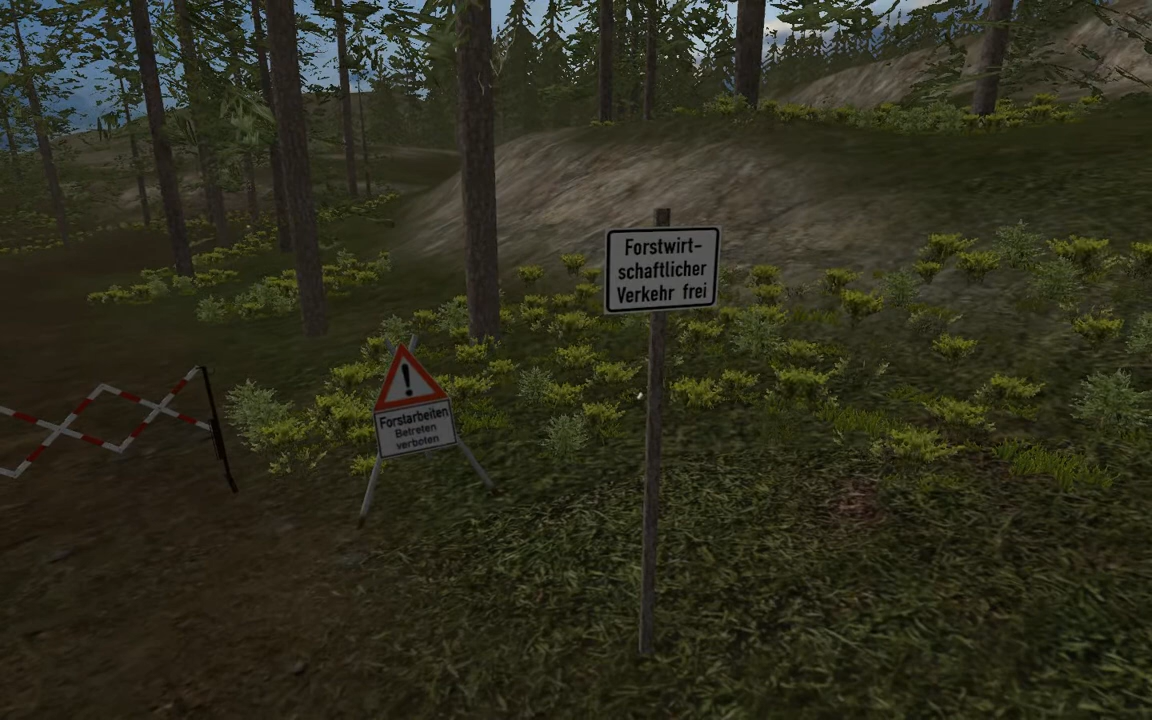 Forstwirt-
schaftlicher
Verkehr frei
Forstarbeiten
Betreten
verboten